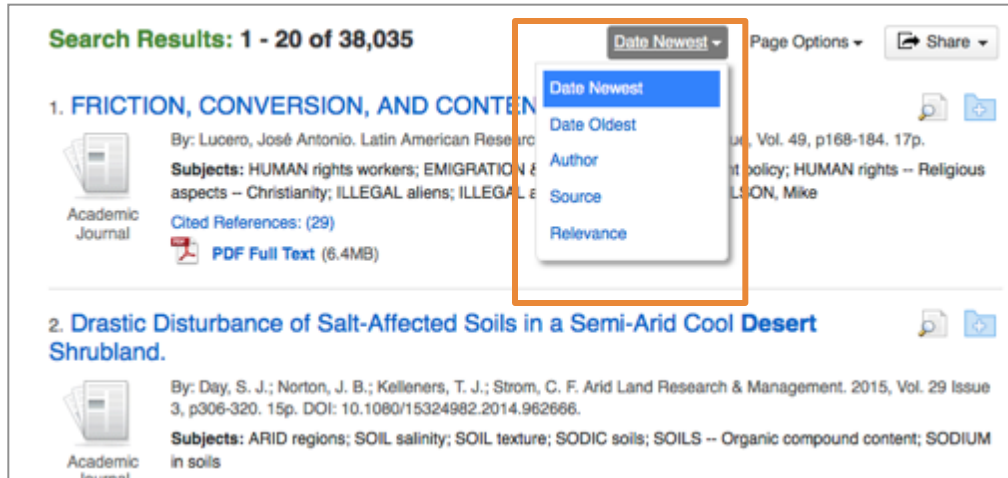 Search Results: 1 - 20 of 38,035
Date Newest
Page Options
Share
Date Newest
Date Oldest
Author
Source
Relevance
1. FRICTION, CONVERSION, AND
By: Lucero, José Antonio. Latin American
Vol. 49, p168-184. 17p.
Subjects: HUMAN rights workers; EMIGRATION
policy; HUMAN rights -- Religious
aspects -- Christianity; ILLEGAL aliens; ILLEGAL
Mike
Academic
Journal
Cited References: (29)
PDF Full Text (6.4MB)
2. Drastic Disturbance of Salt-Affected Soils in a Semi-Arid Cool Desert
Shrubland.
By: Day, S. J.; Norton, J. B.; Kelleners, T. J.; Strom, C. F. Arid Land Research & Management. 2015, Vol. 29 Issue
3, p306-320. 15p. DOI: 10.1080/15324982.2014.962666.
Subjects: ARID regions; SOIL salinity; SOIL texture; SODIC soils; SOILS -- Organic compound content; SODIUM
in soils
Academic